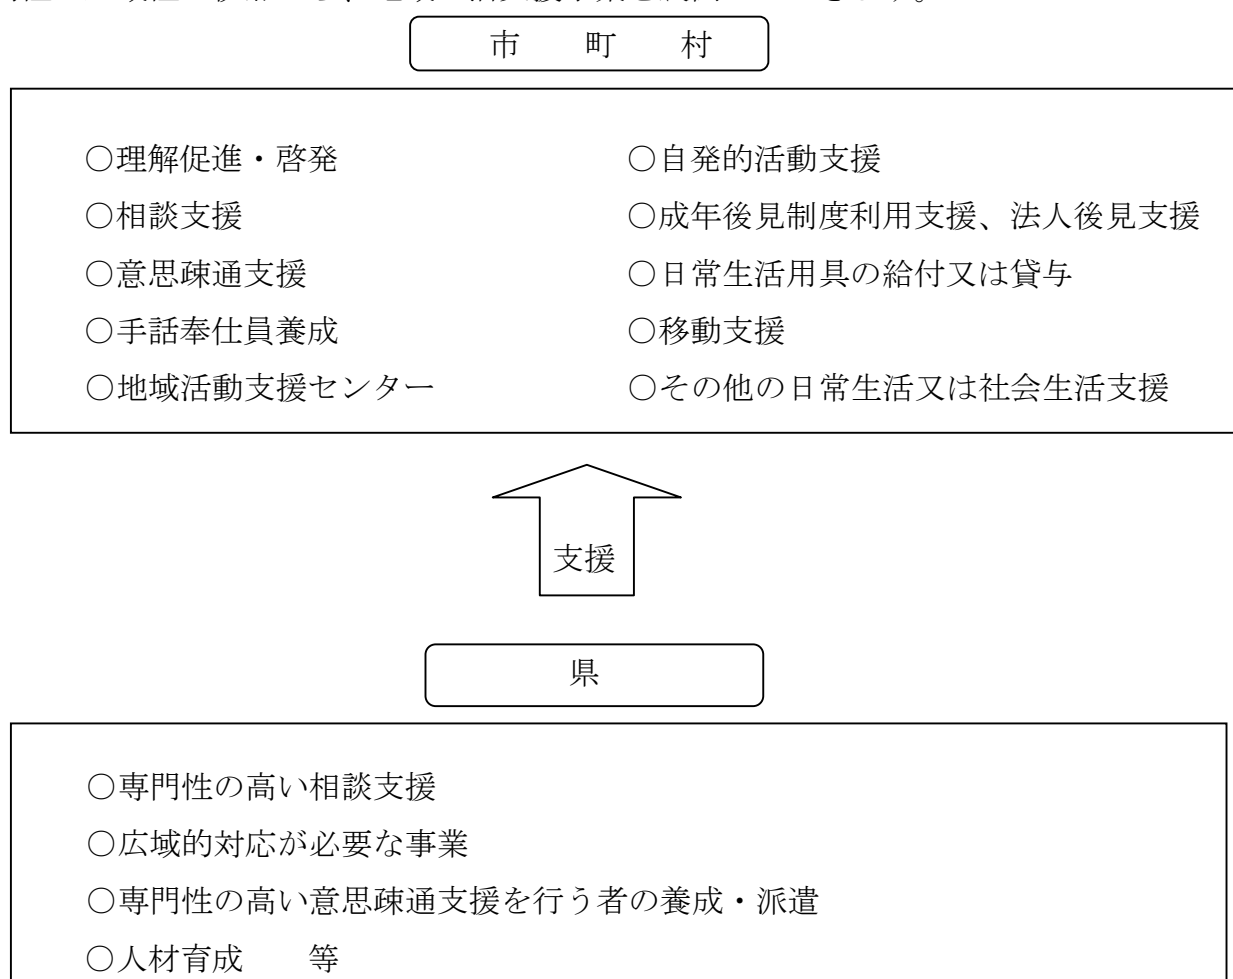 市　町　村
○理解促進・啓発　○自発的活動支援
○相談支援　○成年後見制度利用支援、法人後見支援
○意思疎通支援　○日常生活用具の給付又は貸与
○手話奉仕員養成　○移動支援
○地域活動支援センター　○その他の日常生活又は社会生活支援
支援
県
○専門性の高い相談支援
○広域的対応が必要な事業
○専門性の高い意思疎通支援を行う者の養成・派遣
○人材育成　等